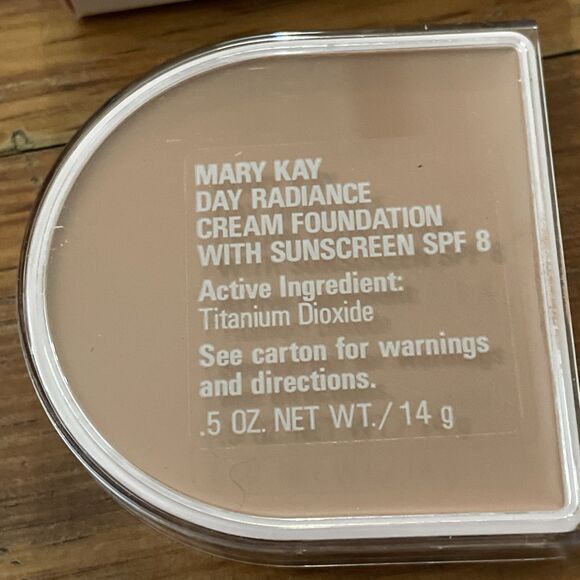 MARY KAY
DAY RADIANCE
CREAM FOUNDATION
WITH SUNSCREEN SPF 8
Active Ingredient:
Titanium Dioxide
See carton for warnings
and directions.
.5 OZ. NET WT./ 14 g